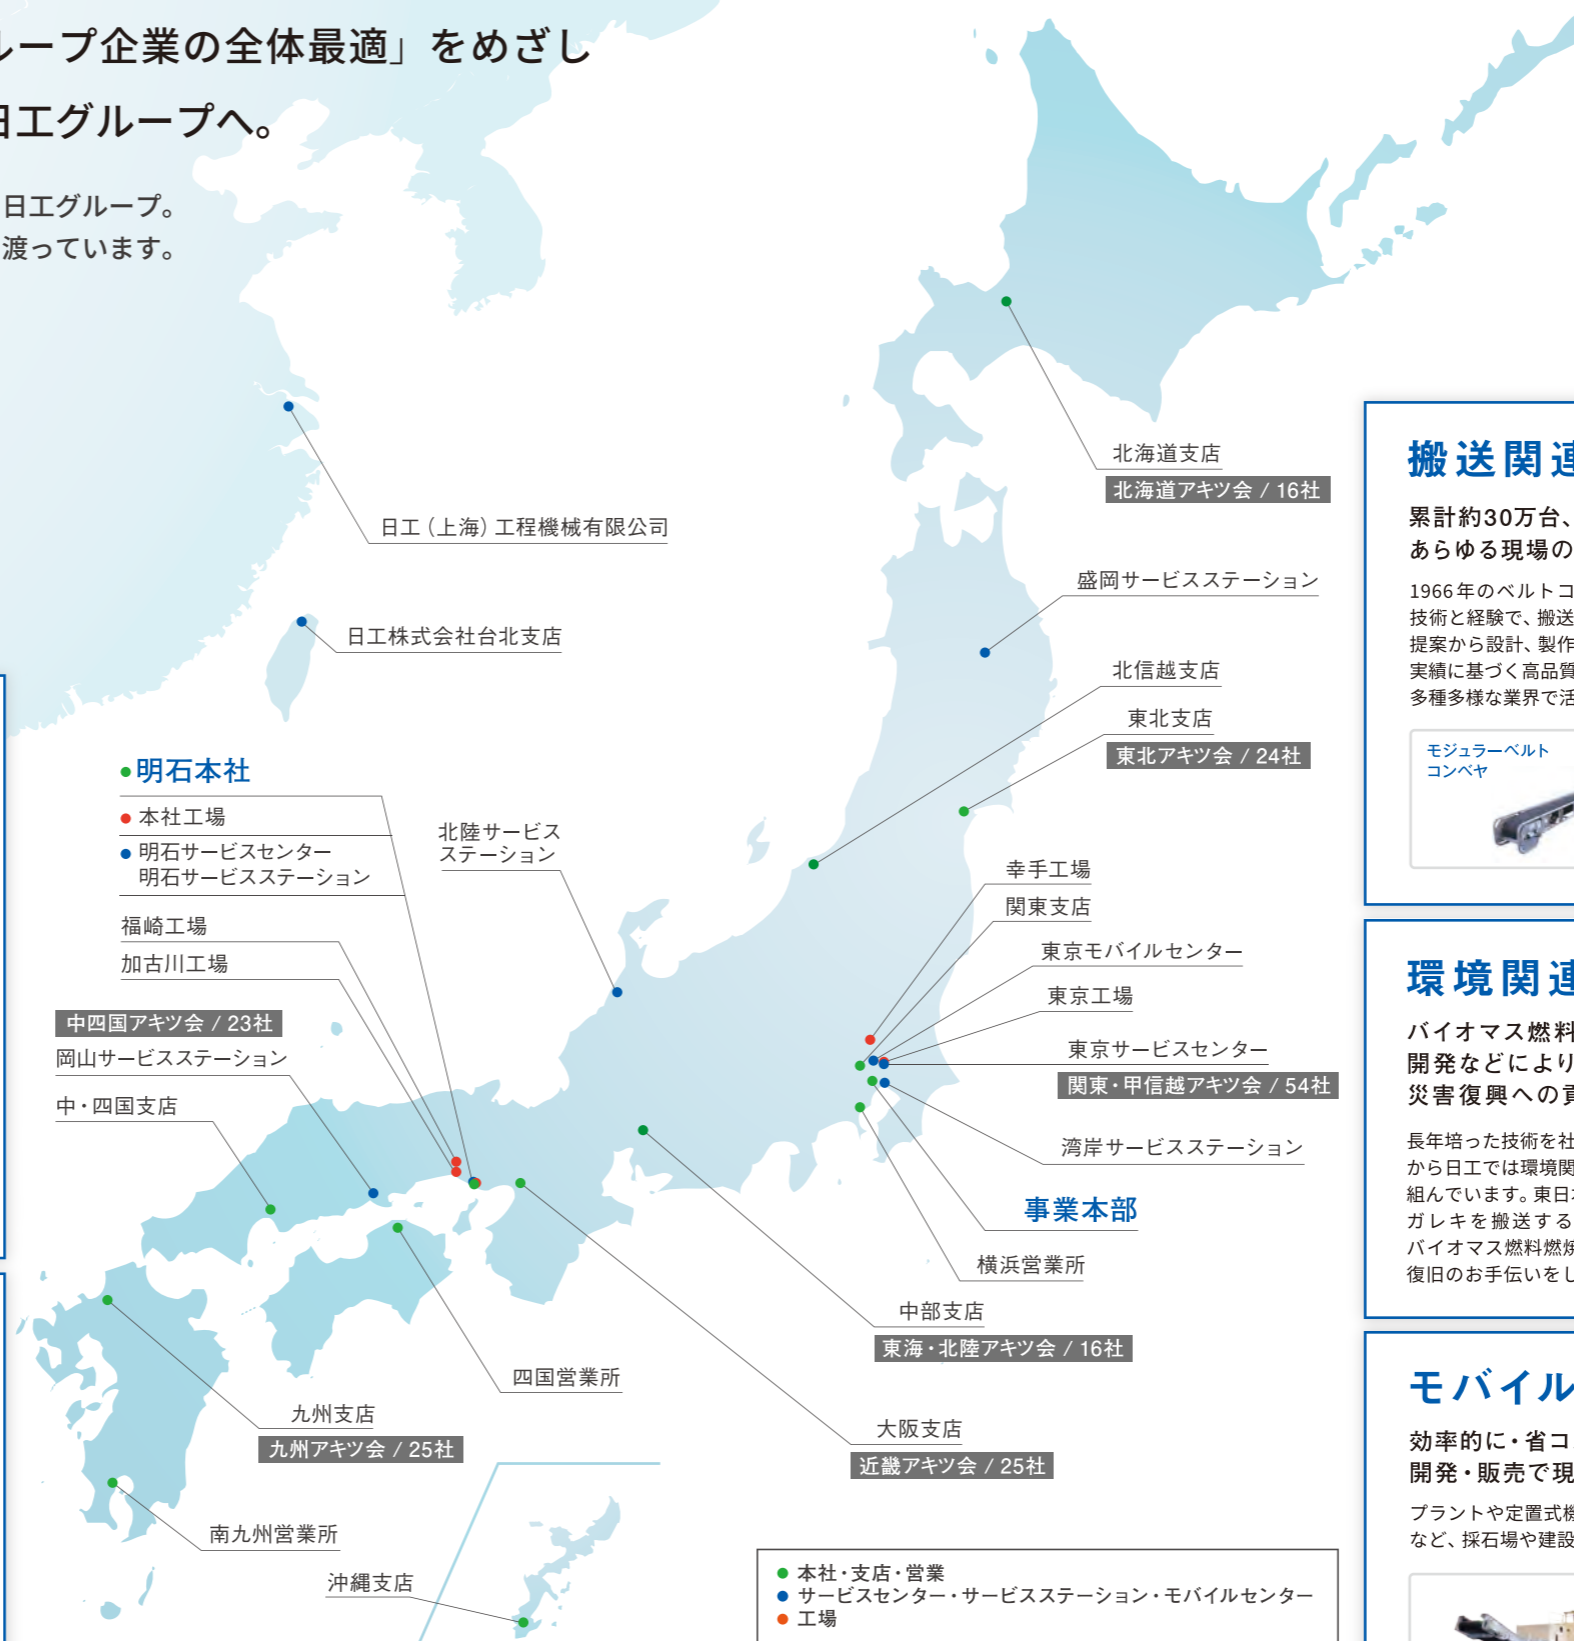 ループ企業の全体最適」をめざし
日工グループへ。
日工グループ。
渡っています。
日工（上海）工程機械有限公司
日工株式会社台北支店
北海道支店
北海道アキツ会 / 16社
盛岡サービスステーション
北信越支店
東北支店
東北アキツ会 / 24社
●明石本社
● 本社工場
● 明石サービスセンター
明石サービスステーション
福崎工場
加古川工場
北陸サービス
ステーション
中四国アキツ会 / 23社
岡山サービスステーション
中・四国支店
幸手工場
関東支店
東京モバイルセンター
東京工場
東京サービスセンター
関東・甲信越アキツ会 / 54社
湾岸サービスステーション
事業本部
横浜営業所
中部支店
東海・北陸アキツ会 / 16社
四国営業所
大阪支店
近畿アキツ会 / 25社
九州支店
九州アキツ会 / 25社
南九州営業所
沖縄支店
● 本社・支店・営業
● サービスセンター・サービスステーション・モバイルセンター
● 工場
搬送関連
累計約30万台、
あらゆる現場の
1966年のベルトコ
技術と経験で、搬送
提案から設計、製作
実績に基づく高品質
多種多様な業界で活
モジュラーベルト
コンベヤ
環境関連
バイオマス燃料
開発などにより
災害復興への貢
長年培った技術を社
から日工では環境関
組んでいます。東日本
ガレキを搬送する
バイオマス燃料燃焼
復旧のお手伝いをし
モバイル
効率的に・省コ
開発・販売で現
プラントや定置式機
など、採石場や建設